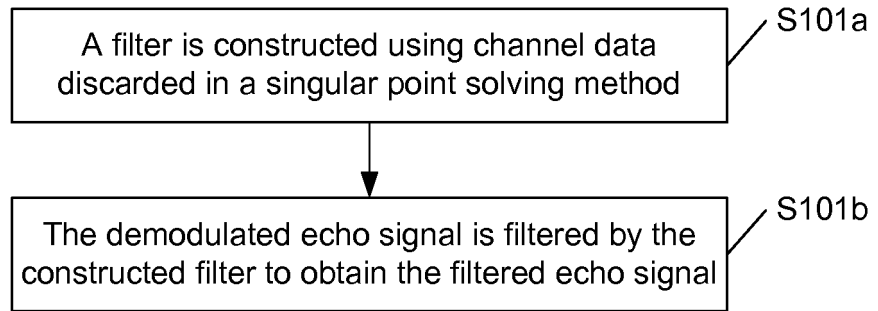 A filter is constructed using channel data
discarded in a singular point solving method
S101a
The demodulated echo signal is filtered by the
constructed filter to obtain the filtered echo signal
S101b